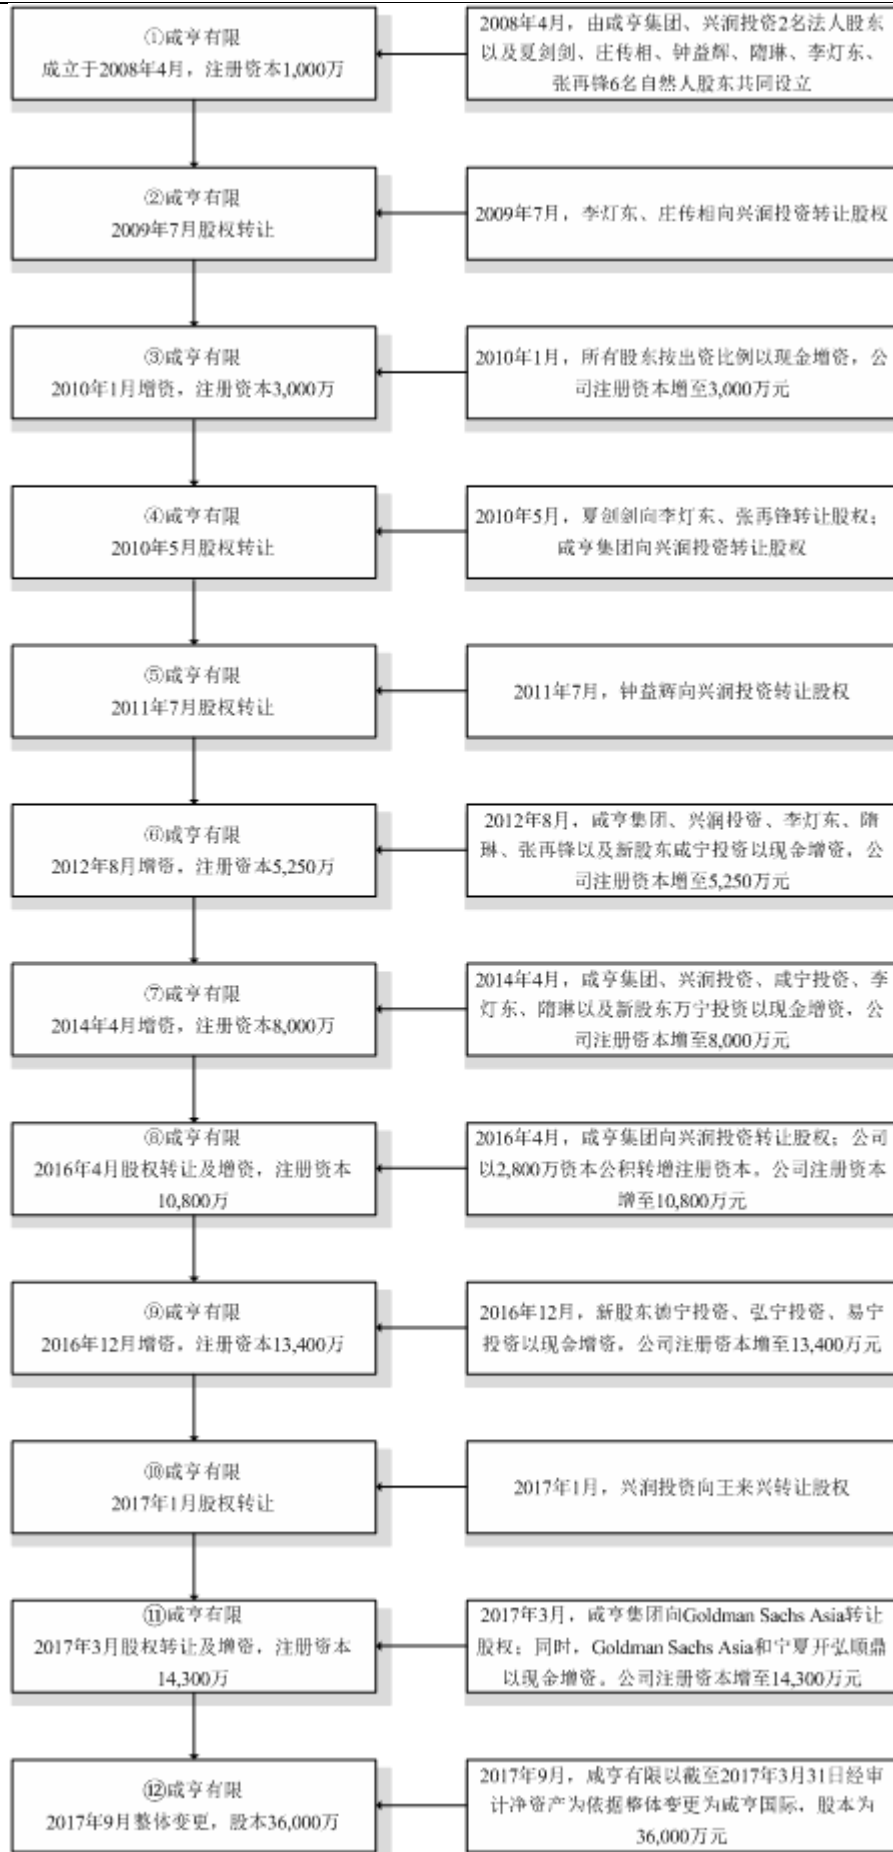 ①咸亨有限
成立于2008年4月，注册资本1,000万
2008年4月，由咸亨集团、兴润投资2名法人股东
以及夏剑剑、庄传相、钟益辉、隋琳、李灯东、
张再锋6名自然人股东共同设立
②咸亨有限
2009年7月股权转让
2009年7月，李灯东、庄传相向兴润投资转让股权
③咸亨有限
2010年1月增资，注册资本3,000万
2010年1月，所有股东按出资比例以现金增资，公
司注册资本增至3,000万元
④咸亨有限
2010年5月股权转让
2010年5月，夏剑剑向李灯东、张再锋转让股权；
咸亨集团向兴润投资转让股权
⑤咸亨有限
2011年7月股权转让
2011年7月，钟益辉向兴润投资转让股权
⑥咸亨有限
2012年8月增资，注册资本5,250万
2012年8月，咸亨集团、兴润投资、李灯东、隋
琳、张再锋以及新股东咸宁投资以现金增资，公
司注册资本增至5,250万元
⑦咸亨有限
2014年4月增资，注册资本8,000万
2014年4月，咸亨集团、兴润投资、咸宁投资、李
灯东、隋琳以及新股东万宁投资以现金增资，公
司注册资本增至8,000万元
⑧咸亨有限
2016年4月股权转让及增资，注册资本
10,800万
2016年4月，咸亨集团向兴润投资转让股权；公司
以2,800万资本公积转增注册资本。公司注册资本
增至10,800万元
⑨咸亨有限
2016年12月增资，注册资本13,400万
2016年12月，新股东德宁投资、弘宁投资、易宁
投资以现金增资，公司注册资本增至13,400万元
⑩咸亨有限
2017年1月股权转让
2017年1月，兴润投资向王来兴转让股权
⑪咸亨有限
2017年3月股权转让及增资，注册资本
14,300万
2017年3月，咸亨集团向Goldman Sachs Asia转让
股权；同时，Goldman Sachs Asia和宁夏开弘顺鼎
以现金增资。公司注册资本增至14,300万元
⑫咸亨有限
2017年9月整体变更，股本36,000万
2017年9月，咸亨有限以截至2017年3月31日经审
计净资产为依据整体变更为咸亨国际，股本为
36,000万元